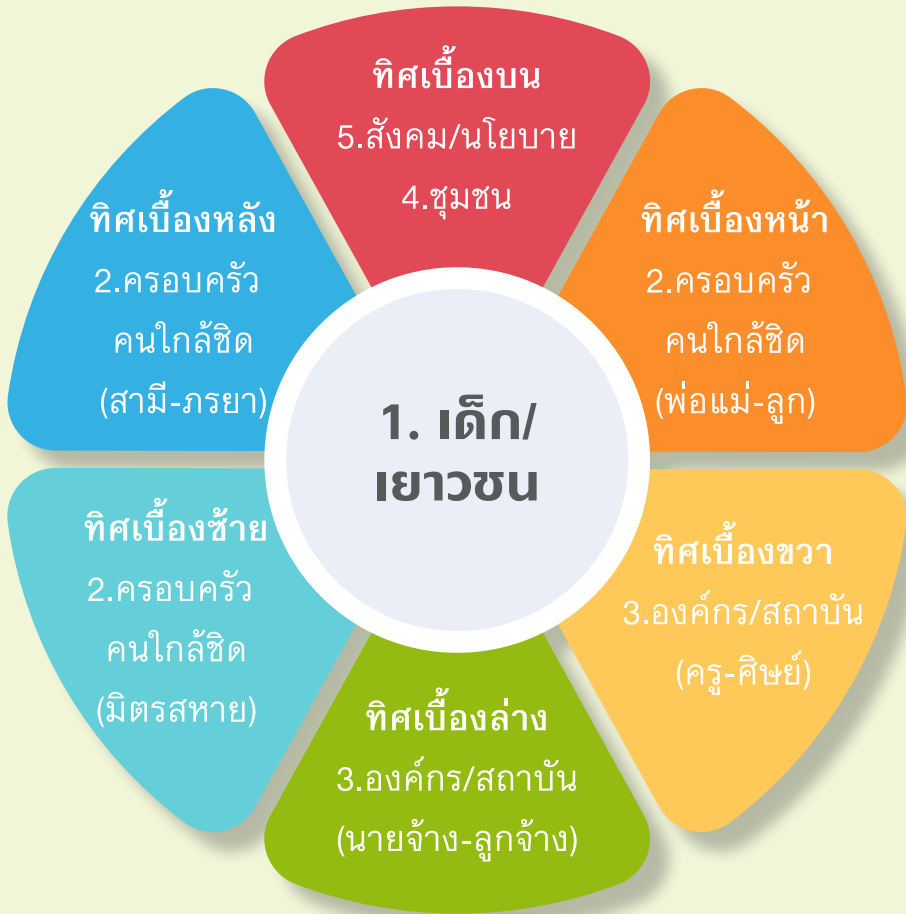 ทิศเบื้องบน
5.สังคม/นโยบาย
4.ชุมชน
ทิศเบื้องหน้า
2.ครอบครัว
คนใกล้ชิด
(พ่อแม่-ลูก)
ทิศเบื้องขวา
3.องค์กร/สถาบัน
(ครู-ศิษย์)
ทิศเบื้องล่าง
3.องค์กร/สถาบัน
(นายจ้าง-ลูกจ้าง)
ทิศเบื้องซ้าย
2.ครอบครัว
คนใกล้ชิด
(มิตรสหาย)
ทิศเบื้องหลัง
2.ครอบครัว
คนใกล้ชิด
(สามี-ภรยา)
1. เด็ก/
เยาวชน